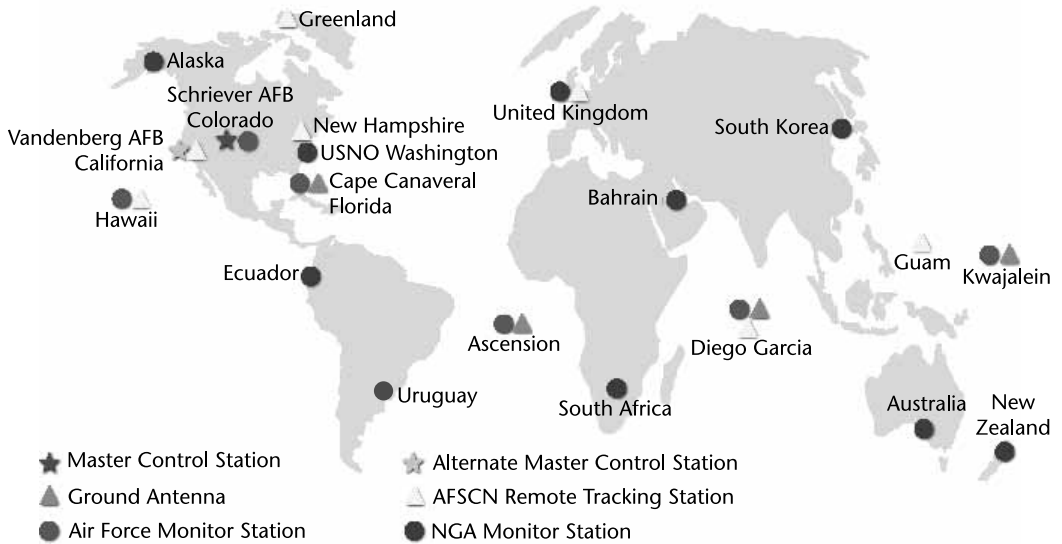 Greenland
Alaska
Schriever AFB
Colorado
Vandenberg AFB
California
New Hampshire
USNO Washington
Cape Canaveral
Florida
Hawaii
United Kingdom
South Korea
Bahrain
Guam
Kwajalein
Ecuador
Ascension
Diego Garcia
Uruguay
South Africa
Australia
New
Zealand
Master Control Station
Alternate Master Control Station
Ground Antenna
AFSCN Remote Tracking Station
Air Force Monitor Station
NGA Monitor Station